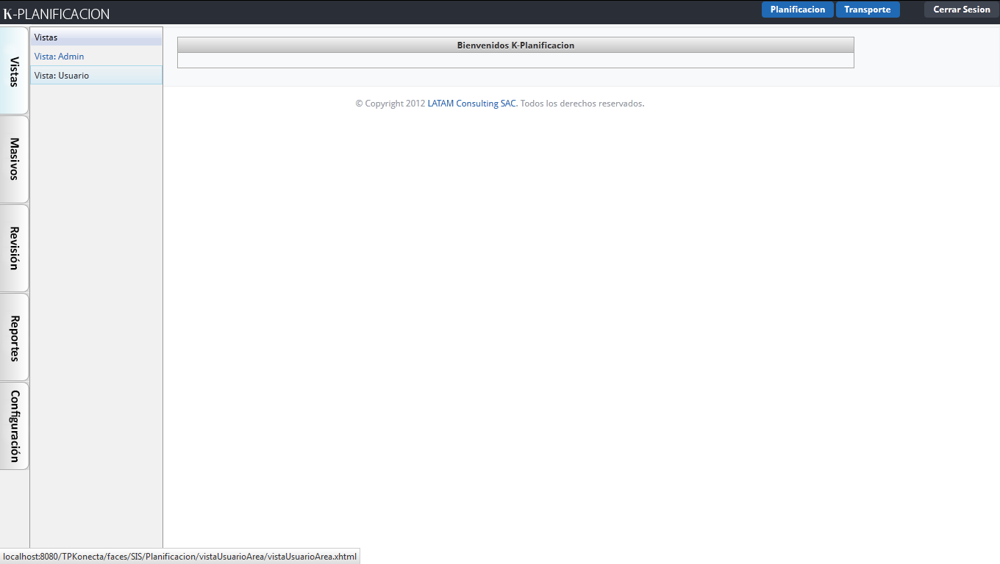 K-PLANIFICACION
Planificacion
Transporte
Cerrar Sesion
Vistas
Masivos
Revisión
Reportes
Configuración
Vistas
Vista: Admin
Vista: Usuario
Bienvenidos K-Planificacion
© Copyright 2012 LATAM Consulting SAC. Todos los derechos reservados.
localhost:8080/TPKonecta/faces/SIS/Planificacion/vistaUsuarioArea/vistaUsuarioArea.xhtml